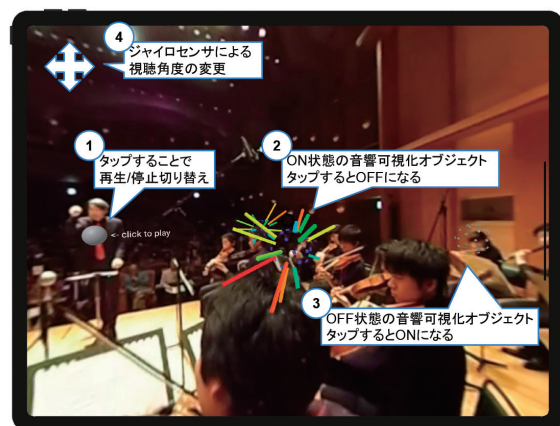 4
ジャイロセンサによる
視聴角度の変更
1
タップすることで
再生/停止切り替え
2
ON状態の音響可視化オブジェクト
タップするとOFFになる
<- click to play
3
OFF状態の音響可視化オブジェクト
タップするとONになる